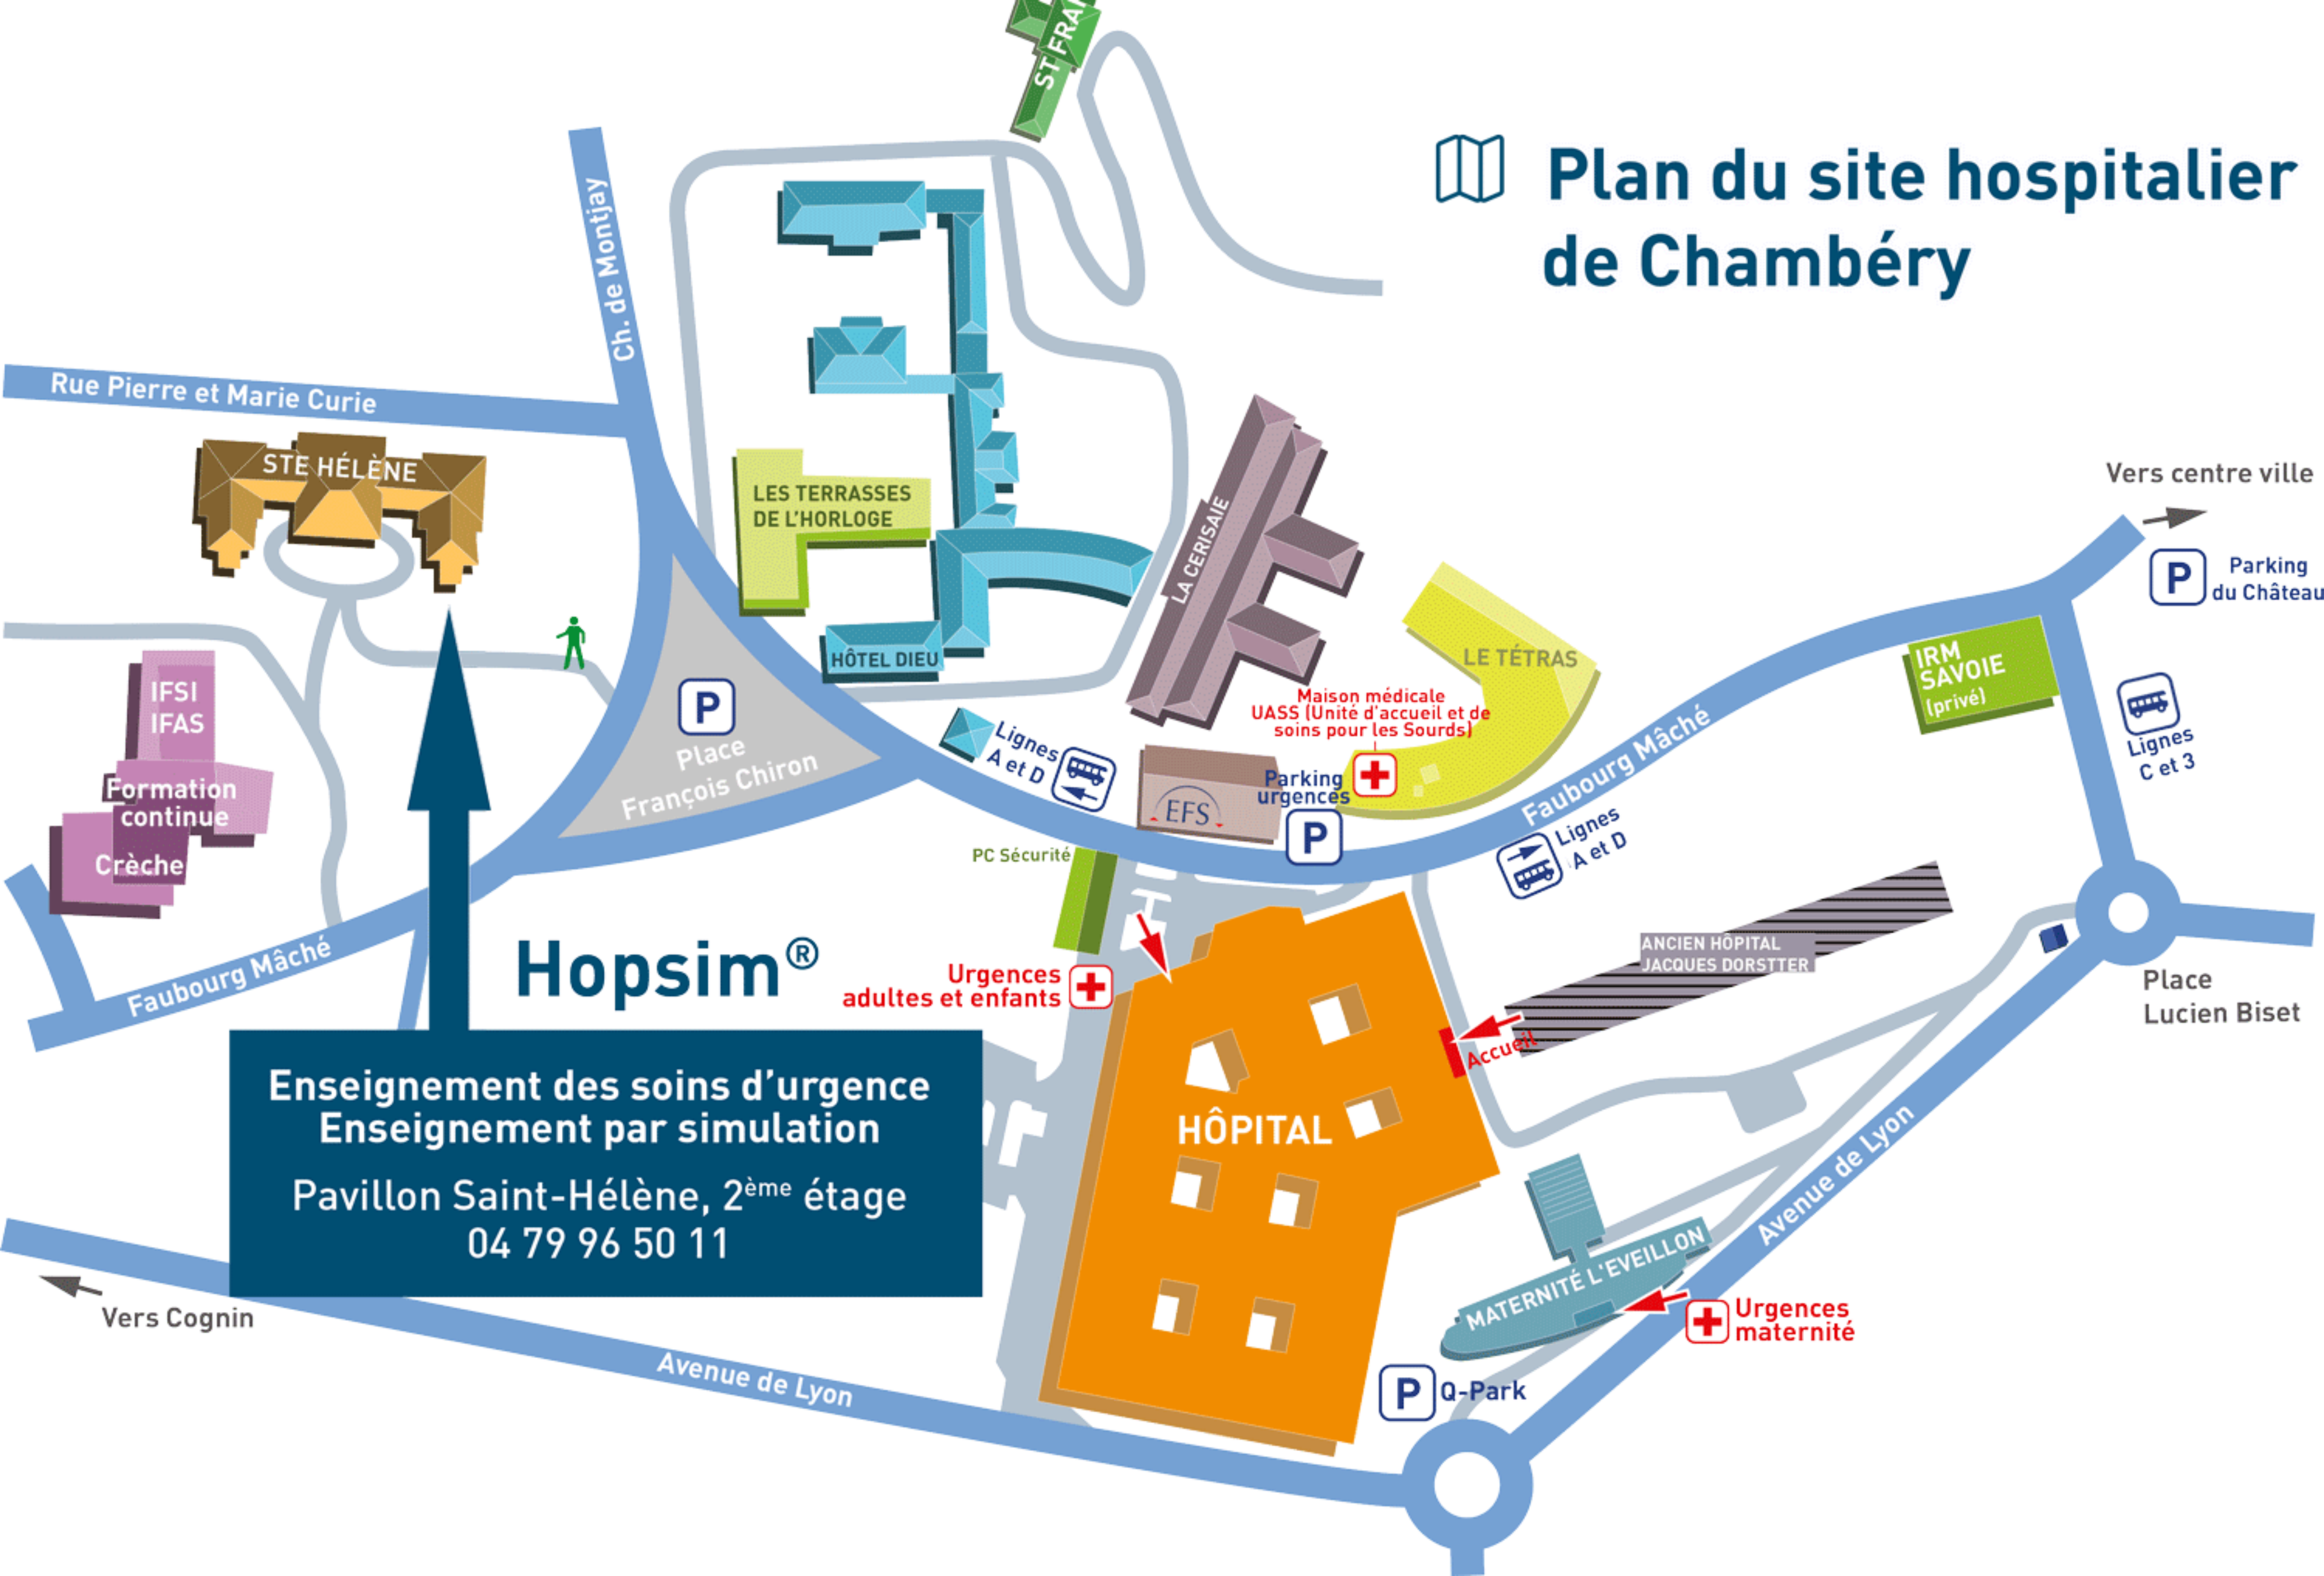 ST FRA
Plan du site hospitalier
de Chambéry
Ch. de Montjay
Rue Pierre et Marie Curie
STE HÉLÈNE
LES TERRASSES
DE L'HORLOGE
HÔTEL DIEU
LA CERISAIE
LE TÉTRAS
Maison médicale
UASS (Unité d'accueil et de
soins pour les Sourds)
Vers centre ville
P
Parking
du Château
IRM
SAVOIE
(privé)
Lignes
C et 3
IFSI
IFAS
Formation
continue
Crèche
P
Place
François Chiron
Lignes
A et D
EFS
Parking
urgences
P
Faubourg Mâché
Lignes
A et D
PC Sécurité
ANCIEN HÔPITAL
JACQUES DORSTTER
Place
Lucien Biset
Faubourg Mâché
Hopsim®
Urgences
adultes et enfants
Accueil
HÔPITAL
Enseignement des soins d'urgence
Enseignement par simulation
Pavillon Saint-Hélène, 2ème étage
04 79 96 50 11
Avenue de Lyon
MATERNITÉ L'EVEILLON
Urgences
maternité
Vers Cognin
Avenue de Lyon
P
Q-Park